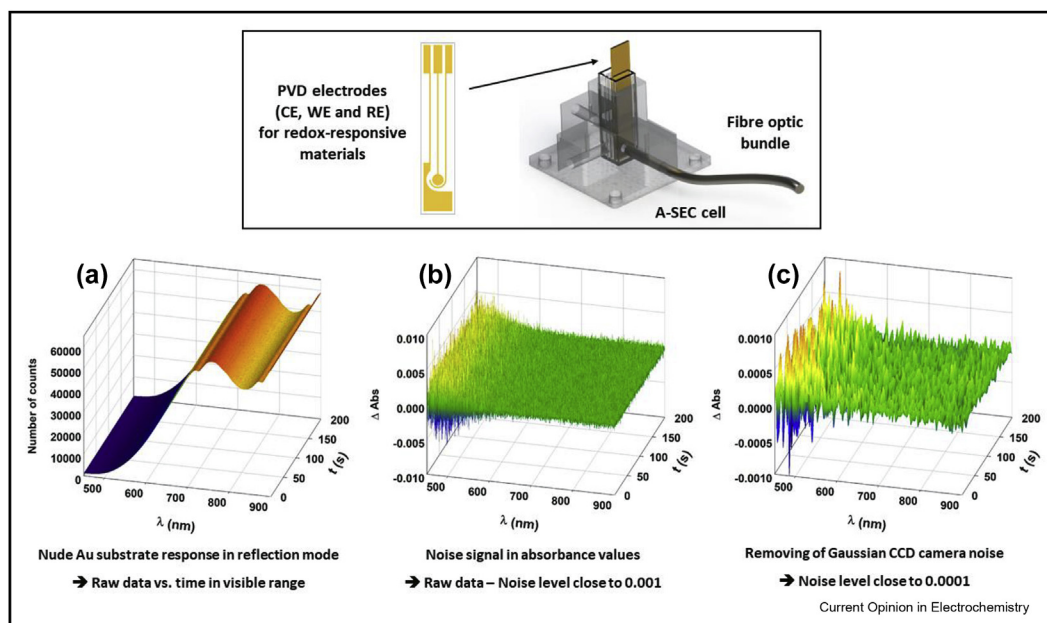 PVD electrodes
(CE, WE and RE)
for redox-responsive
materials
Fibre optic
bundle
A-SEC cell
(a)
60000
50000
40000
30000
20000
10000
0
Number of counts
500
600
700
800
900
λ (nm)
0
50
100
150
200
t (s)
Nude Au substrate response in reflection mode
➔ Raw data vs. time in visible range
(b)
0.010
0.005
0.000
-0.005
-0.010
Δ Abs
500
600
700
800
900
λ (nm)
0
50
100
150
200
t (s)
Noise signal in absorbance values
➔ Raw data – Noise level close to 0.001
(c)
0.0010
0.0005
0.0000
-0.0005
-0.0010
Δ Abs
500
600
700
800
900
λ (nm)
0
50
100
150
200
t (s)
Removing of Gaussian CCD camera noise
➔ Noise level close to 0.0001
Current Opinion in Electrochemistry